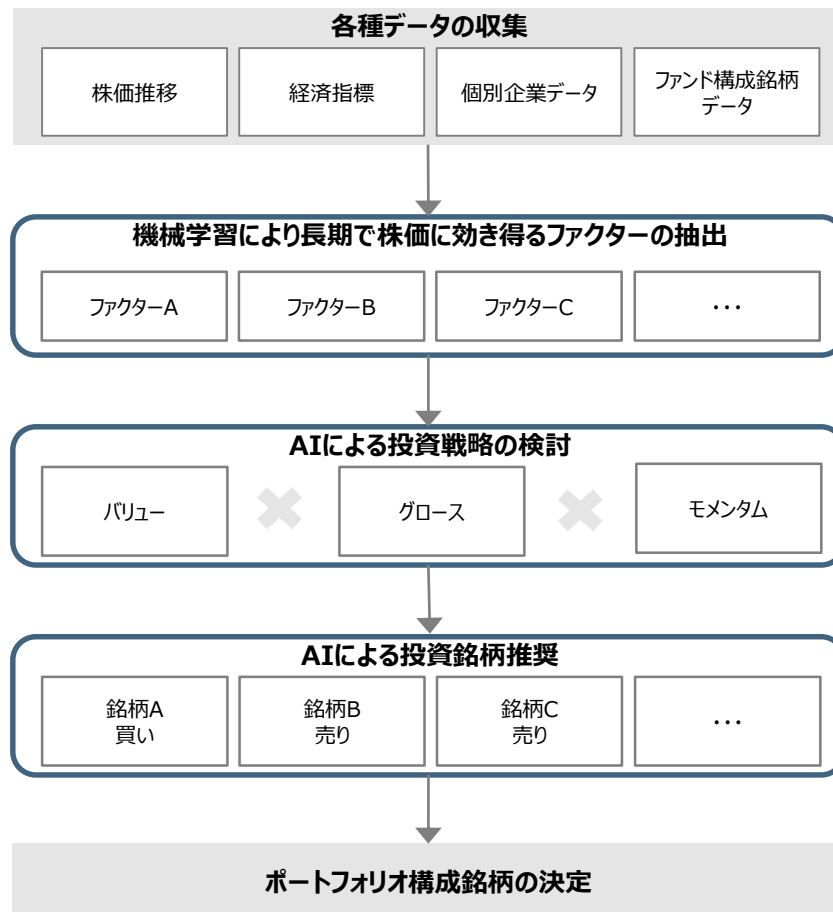 各種データの収集
株価推移
経済指標
個別企業データ
ファンド構成銘柄
データ
機械学習により長期で株価に効き得るファクターの抽出
ファクターA
ファクターB
ファクターC
･･･
AIによる投資戦略の検討
バリュー
グロース
モメンタム
AIによる投資銘柄推奨
銘柄A
買い
銘柄B
売り
銘柄C
売り
･･･
ポートフォリオ構成銘柄の決定